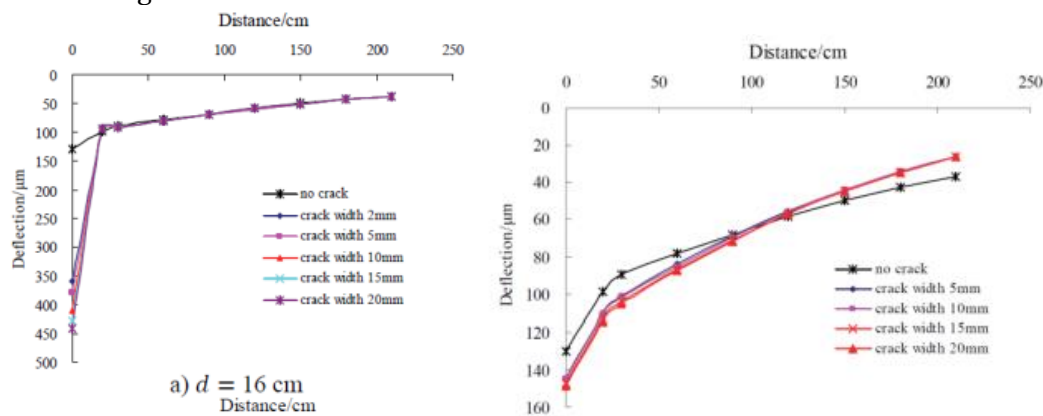 Distance/cm
0 50 100 150 200 250
0
50
100
150
200
250
300
350
400
450
500
Deflection/μm
no crack
crack width 2mm
crack width 5mm
crack width 10mm
crack width 15mm
crack width 20mm
a) d = 16 cm
Distance/cm
Distance/cm
0 50 100 150 200 250
0
20
40
60
80
100
120
140
160
Deflection/μm
no crack
crack width 5mm
crack width 10mm
crack width 15mm
crack width 20mm